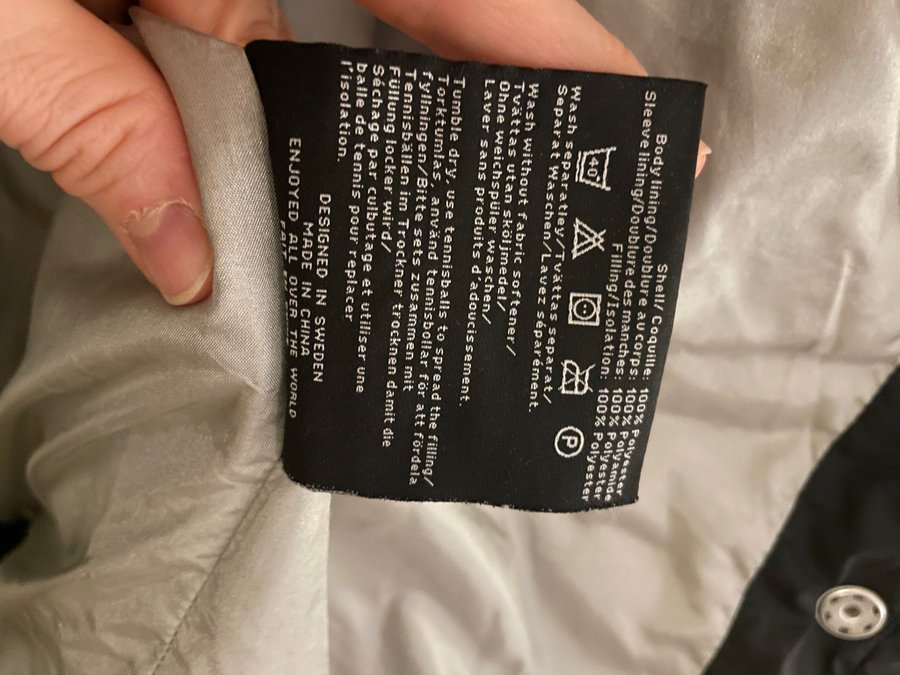 Shell/Coquille: 100% Polyester
Body lining/Doublure au corps: 100% Polyamide
Sleeve lining/Doublure des manches: 100% Polyester
Filling/Isolation: 100% Polyester
40° P
Wash separatley/Tvättas separat/
Separat Waschen/Lavez séparément.
Wash without fabric softener/
Tvättas utan sköljmedel/
Ohne weichspüler waschen/
Laver sans produits d'adoucissement.
Tumble dry, use tennisballs to spread the filling/
Torktumlas, använd tennisbollar för att fördela
fyllningen/Bitte sets zusammen mit
Tennisbällen im Trockner trocknen damit die
Füllung locker wird/
Séchage par culbutage et utiliser une
balle de tennis pour replacer
l'isolation.
DESIGNED IN SWEDEN
MADE IN CHINA
ENJOYED ALL OVER THE WORLD